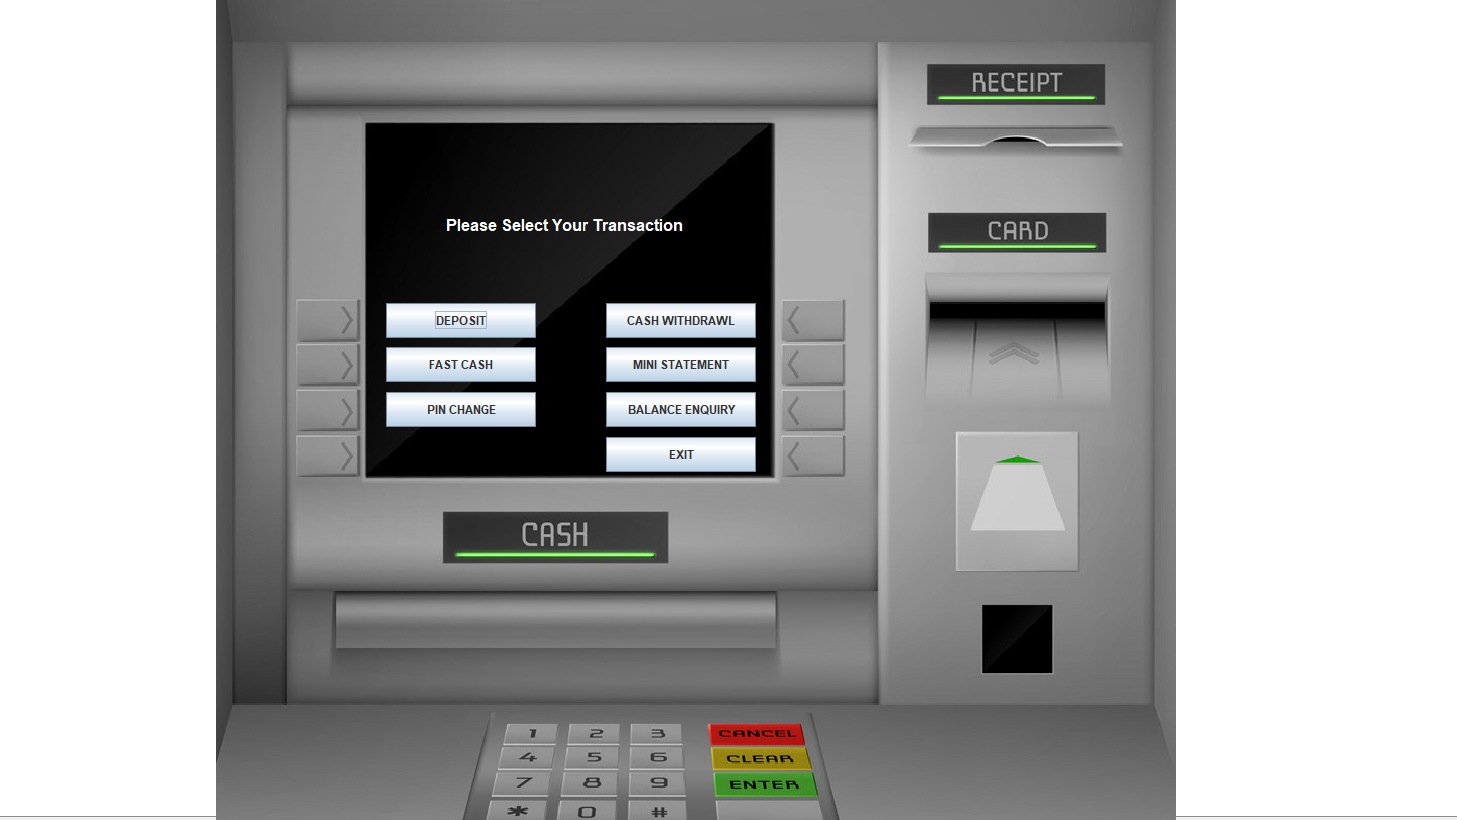 RECEIPT
Please Select Your Transaction
CARD
DEPOSIT
CASH WITHDRAWL
FAST CASH
MINI STATEMENT
PIN CHANGE
BALANCE ENQUIRY
EXIT
CASH
1 2 3 CANCEL
4 5 6 CLEAR
7 8 9 ENTER
* 0 #